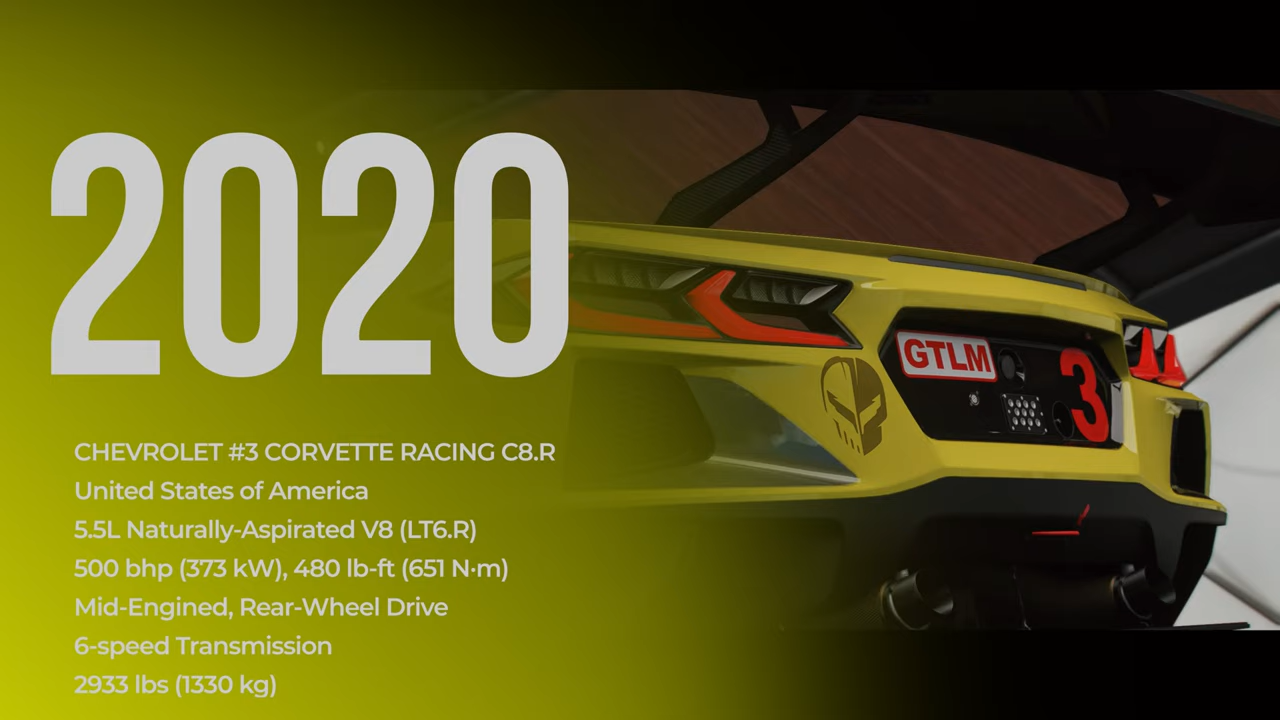 2020
CHEVROLET #3 CORVETTE RACING C8.R
United States of America
5.5L Naturally-Aspirated V8 (LT6.R)
500 bhp (373 kW), 480 lb-ft (651 N·m)
Mid-Engined, Rear-Wheel Drive
6-speed Transmission
2933 lbs (1330 kg)
GTLM
3